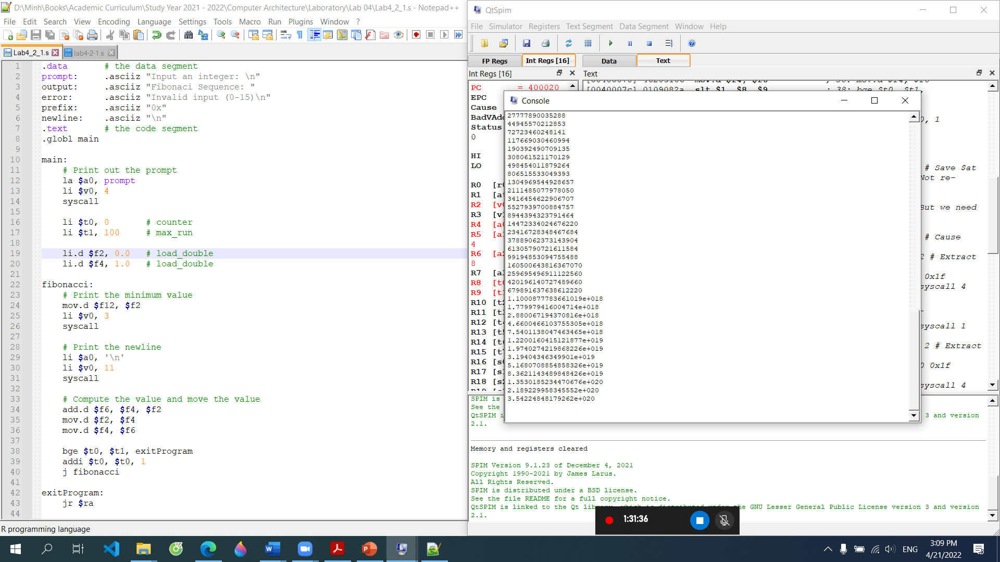 D:\Minh\Books\Academic Curriculum\Study Year 2021 - 2022\Computer Architecture\Laboratory\Lab 04\Lab4_2_1.s - Notepad++
File Edit Search View Encoding Language Settings Tools Macro Run Plugins Window ?
Lab4_2_1.s lab4-2-1.s
1 .data # the data segment
2 prompt: .asciiz "Input an integer: \n"
3 output: .asciiz "Fibonaci Sequence: "
4 error: .asciiz "Invalid input (0-15)\n"
5 prefix: .asciiz "0x"
6 newline: .asciiz "\n"
7 .text # the code segment
8 .globl main
9
10 main:
11 # Print out the prompt
12 la $a0, prompt
13 li $v0, 4
14 syscall
15
16 li $t0, 0 # counter
17 li $t1, 100 # max_run
18
19 li.d $f2, 0.0 # load_double
20 li.d $f4, 1.0 # load_double
21
22 fibonacci:
23 # Print the minimum value
24 mov.d $f12, $f2
25 li $v0, 3
26 syscall
27
28 # Print the newline
29 li $a0, '\n'
30 li $v0, 11
31 syscall
32
33 # Compute the value and move the value
34 add.d $f6, $f4, $f2
35 mov.d $f2, $f4
36 mov.d $f4, $f6
37
38 bge $t0, $t1, exitProgram
39 addi $t0, $t0, 1
40 j fibonacci
41
42 exitProgram:
43 jr $ra
44
R programming language
QtSpim
File Simulator Registers Text Segment Data Segment Window Help
FP Regs Int Regs [16] Data Text
Int Regs [16] Text
PC = 400020
EPC
Cause
BadVAdd
Status
0
HI
LO
R0 [r
R1 [a
R2 [v
R3 [v
R4 [a
R5 [a
4
R6 [a
8
R7 [a
R8 [t
R9 [t
R10 [t
R11 [t
R12 [t
R13 [t
R14 [t
R15 [t
R16 [s
R17 [s
R18 [s
[0040007c] 0109082a slt $1, $8, $9 ; 38: bge $t0, $t1,
0, 1
# Save $at
Not re-
But we need
# Cause
2 # Extract
0x1f
syscall 4
syscall 1
2 # Extract
0 0x1f
syscall 4
Console
27777890035288
44945570212853
72723460248141
117669030460994
190392490709135
308061521170129
498454011879264
806515533049393
1304969544928657
2111485077978050
3416454622906707
5527939700884757
8944394323791464
14472334024676220
23416728348467684
37889062373143904
61305790721611584
99194853094755488
160500643816367070
259695496911122560
420196140727489660
679891637638612220
1.1000877783661019e+018
1.779979416004714e+018
2.880067194370816e+018
4.6600466103755305e+018
7.5401138047463465e+018
1.2200160415121877e+019
1.9740274219868226e+019
3.19404346349901e+019
5.1680708854858326e+019
8.3621143489848426e+019
1.3530185234470676e+020
2.189229958345552e+020
3.54224848179262e+020
SPIM is
See the
QtSPIM i 3 and version
2.1.
Memory and registers cleared
SPIM Version 9.1.23 of December 4, 2021
Copyright 1990-2021 by James Larus.
All Rights Reserved.
SPIM is distributed under a BSD license.
See the file README for a full copyright notice.
QtSPIM is linked to the Qt library, which is distributed under the GNU Lesser General Public License version 3 and version
2.1.
1:31:36
ENG
3:09 PM
4/21/2022